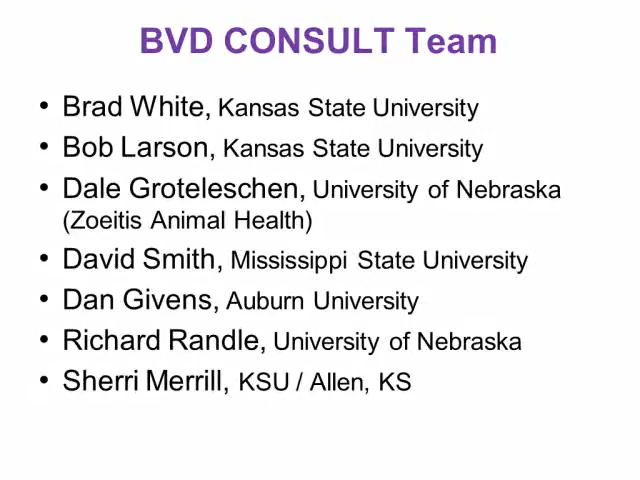 BVD CONSULT Team
• Brad White, Kansas State University
• Bob Larson, Kansas State University
• Dale Groteleschen, University of Nebraska
(Zoeitis Animal Health)
• David Smith, Mississippi State University
• Dan Givens, Auburn University
• Richard Randle, University of Nebraska
• Sherri Merrill, KSU / Allen, KS